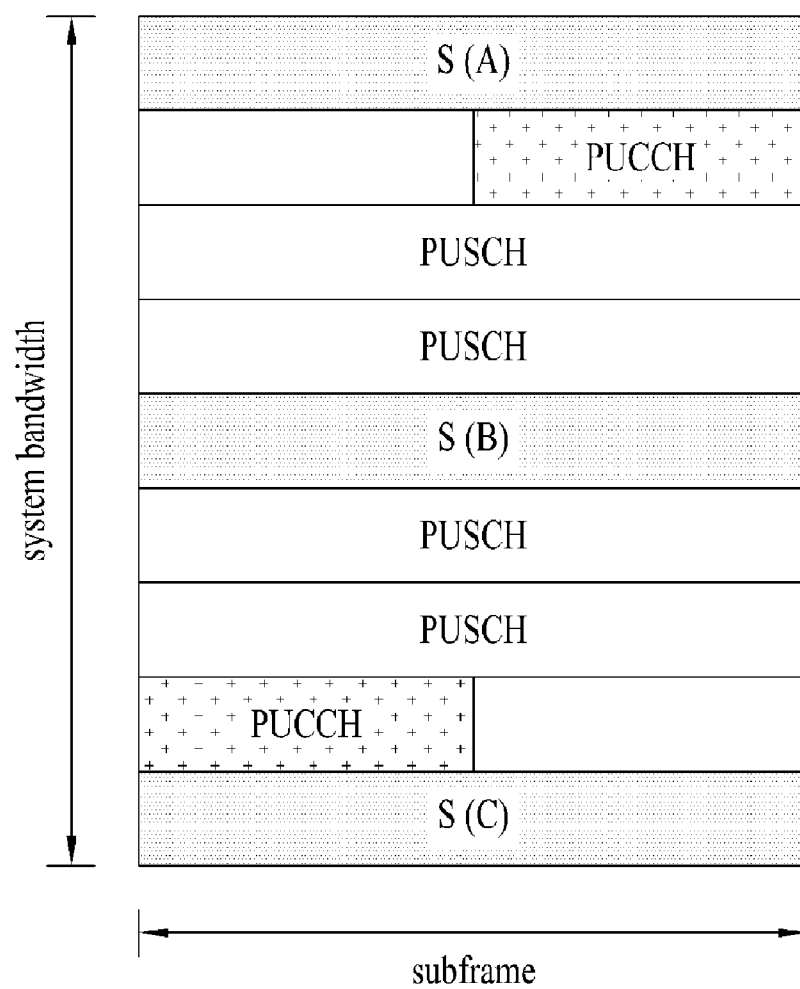 S (A)
PUCCH
PUSCH
PUSCH
S (B)
PUSCH
PUSCH
PUCCH
S (C)
system bandwidth
subframe